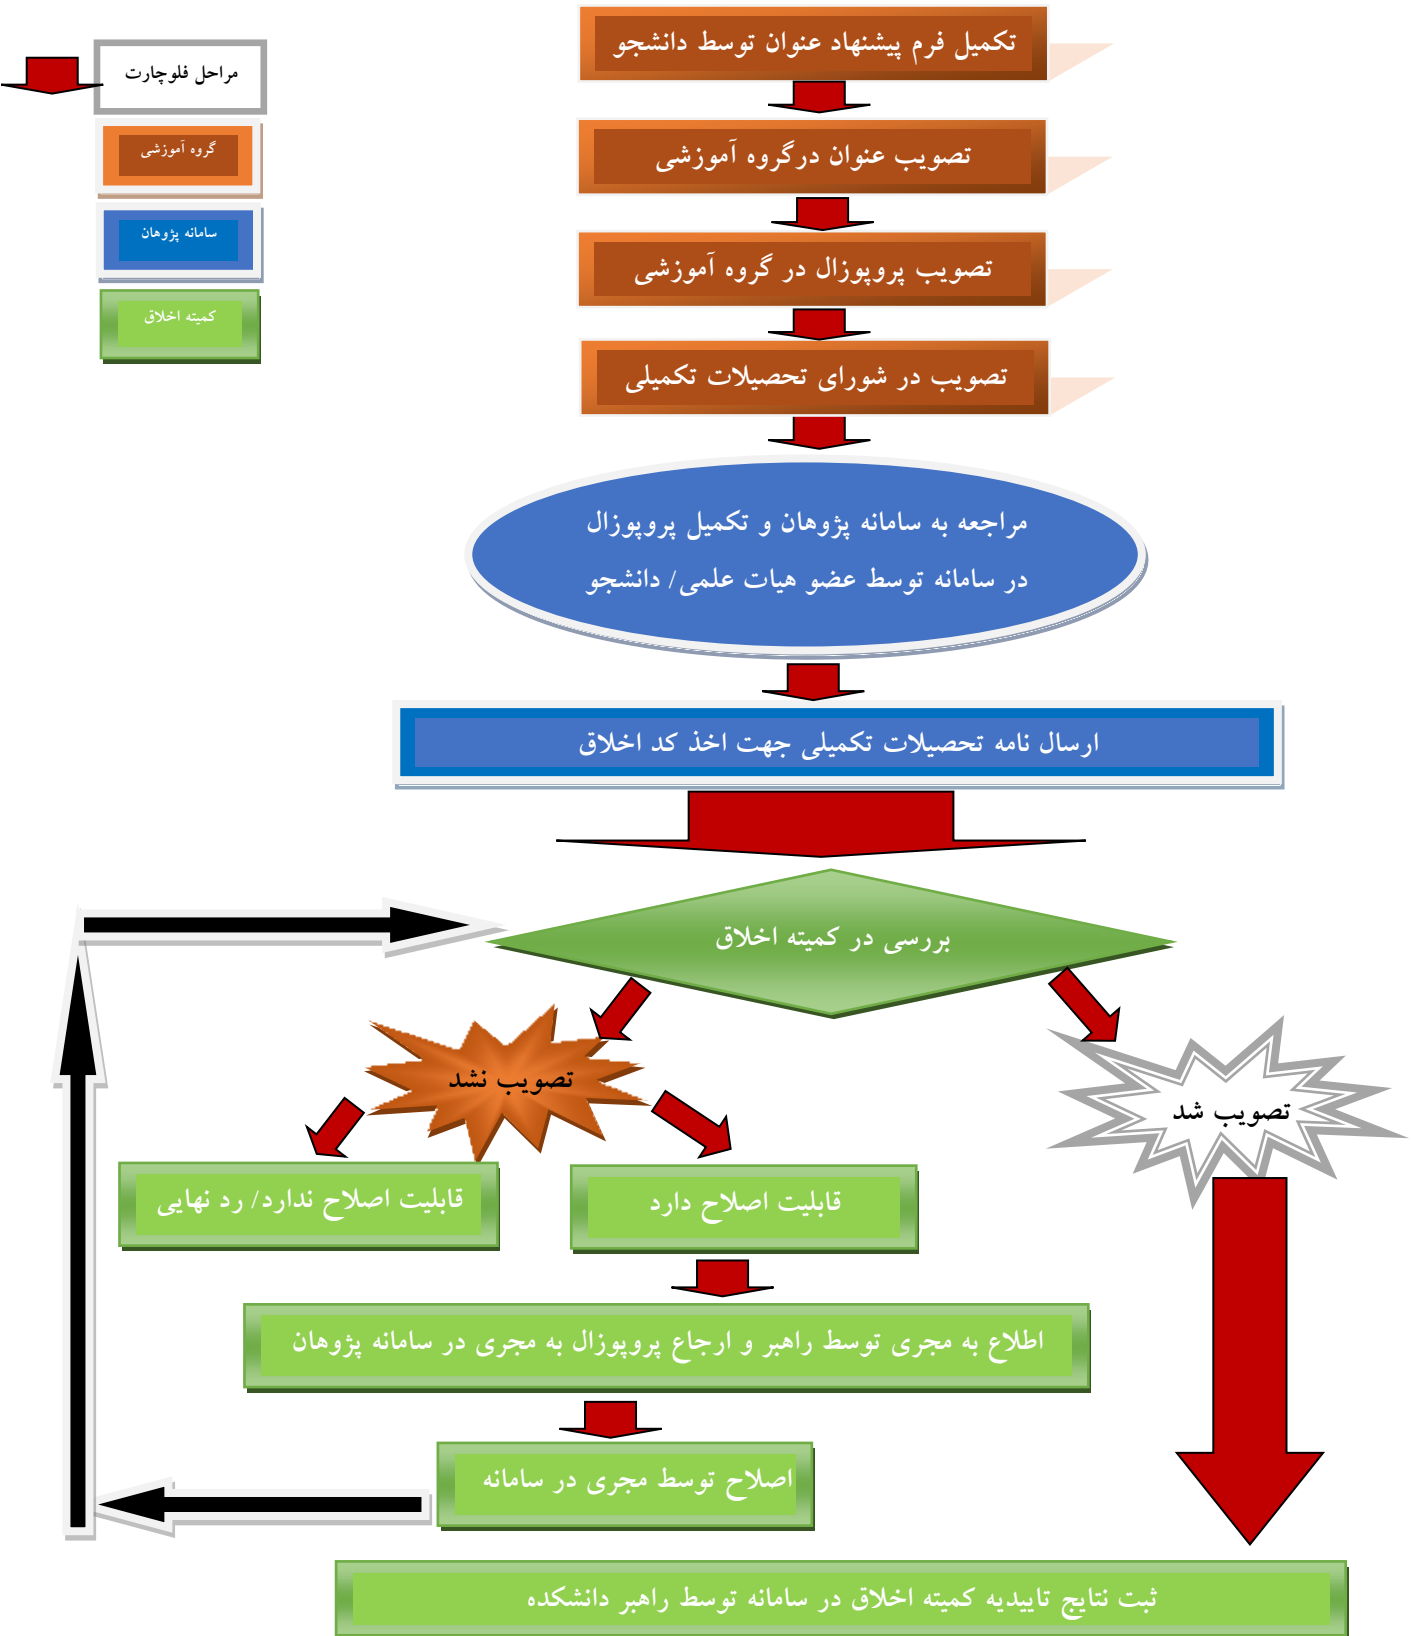 مراحل فلوچارت
گروه آموزشی
سامانه پژوهان
کمیته اخلاق
تکمیل فرم پیشنهاد عنوان توسط دانشجو
تصویب عنوان درگروه آموزشی
تصویب پروپوزال در گروه آموزشی
تصویب در شورای تحصیلات تکمیلی
مراجعه به سامانه پژوهان و تکمیل پروپوزال
در سامانه توسط عضو هیات علمی/ دانشجو
ارسال نامه تحصیلات تکمیلی جهت اخذ کد اخلاق
بررسی در کمیته اخلاق
تصویب شد
تصویب نشد
قابلیت اصلاح دارد
قابلیت اصلاح ندارد/ رد نهایی
اطلاع به مجری توسط راهبر و ارجاع پروپوزال به مجری در سامانه پژوهان
اصلاح توسط مجری در سامانه
ثبت نتایج تاییدیه کمیته اخلاق در سامانه توسط راهبر دانشکده